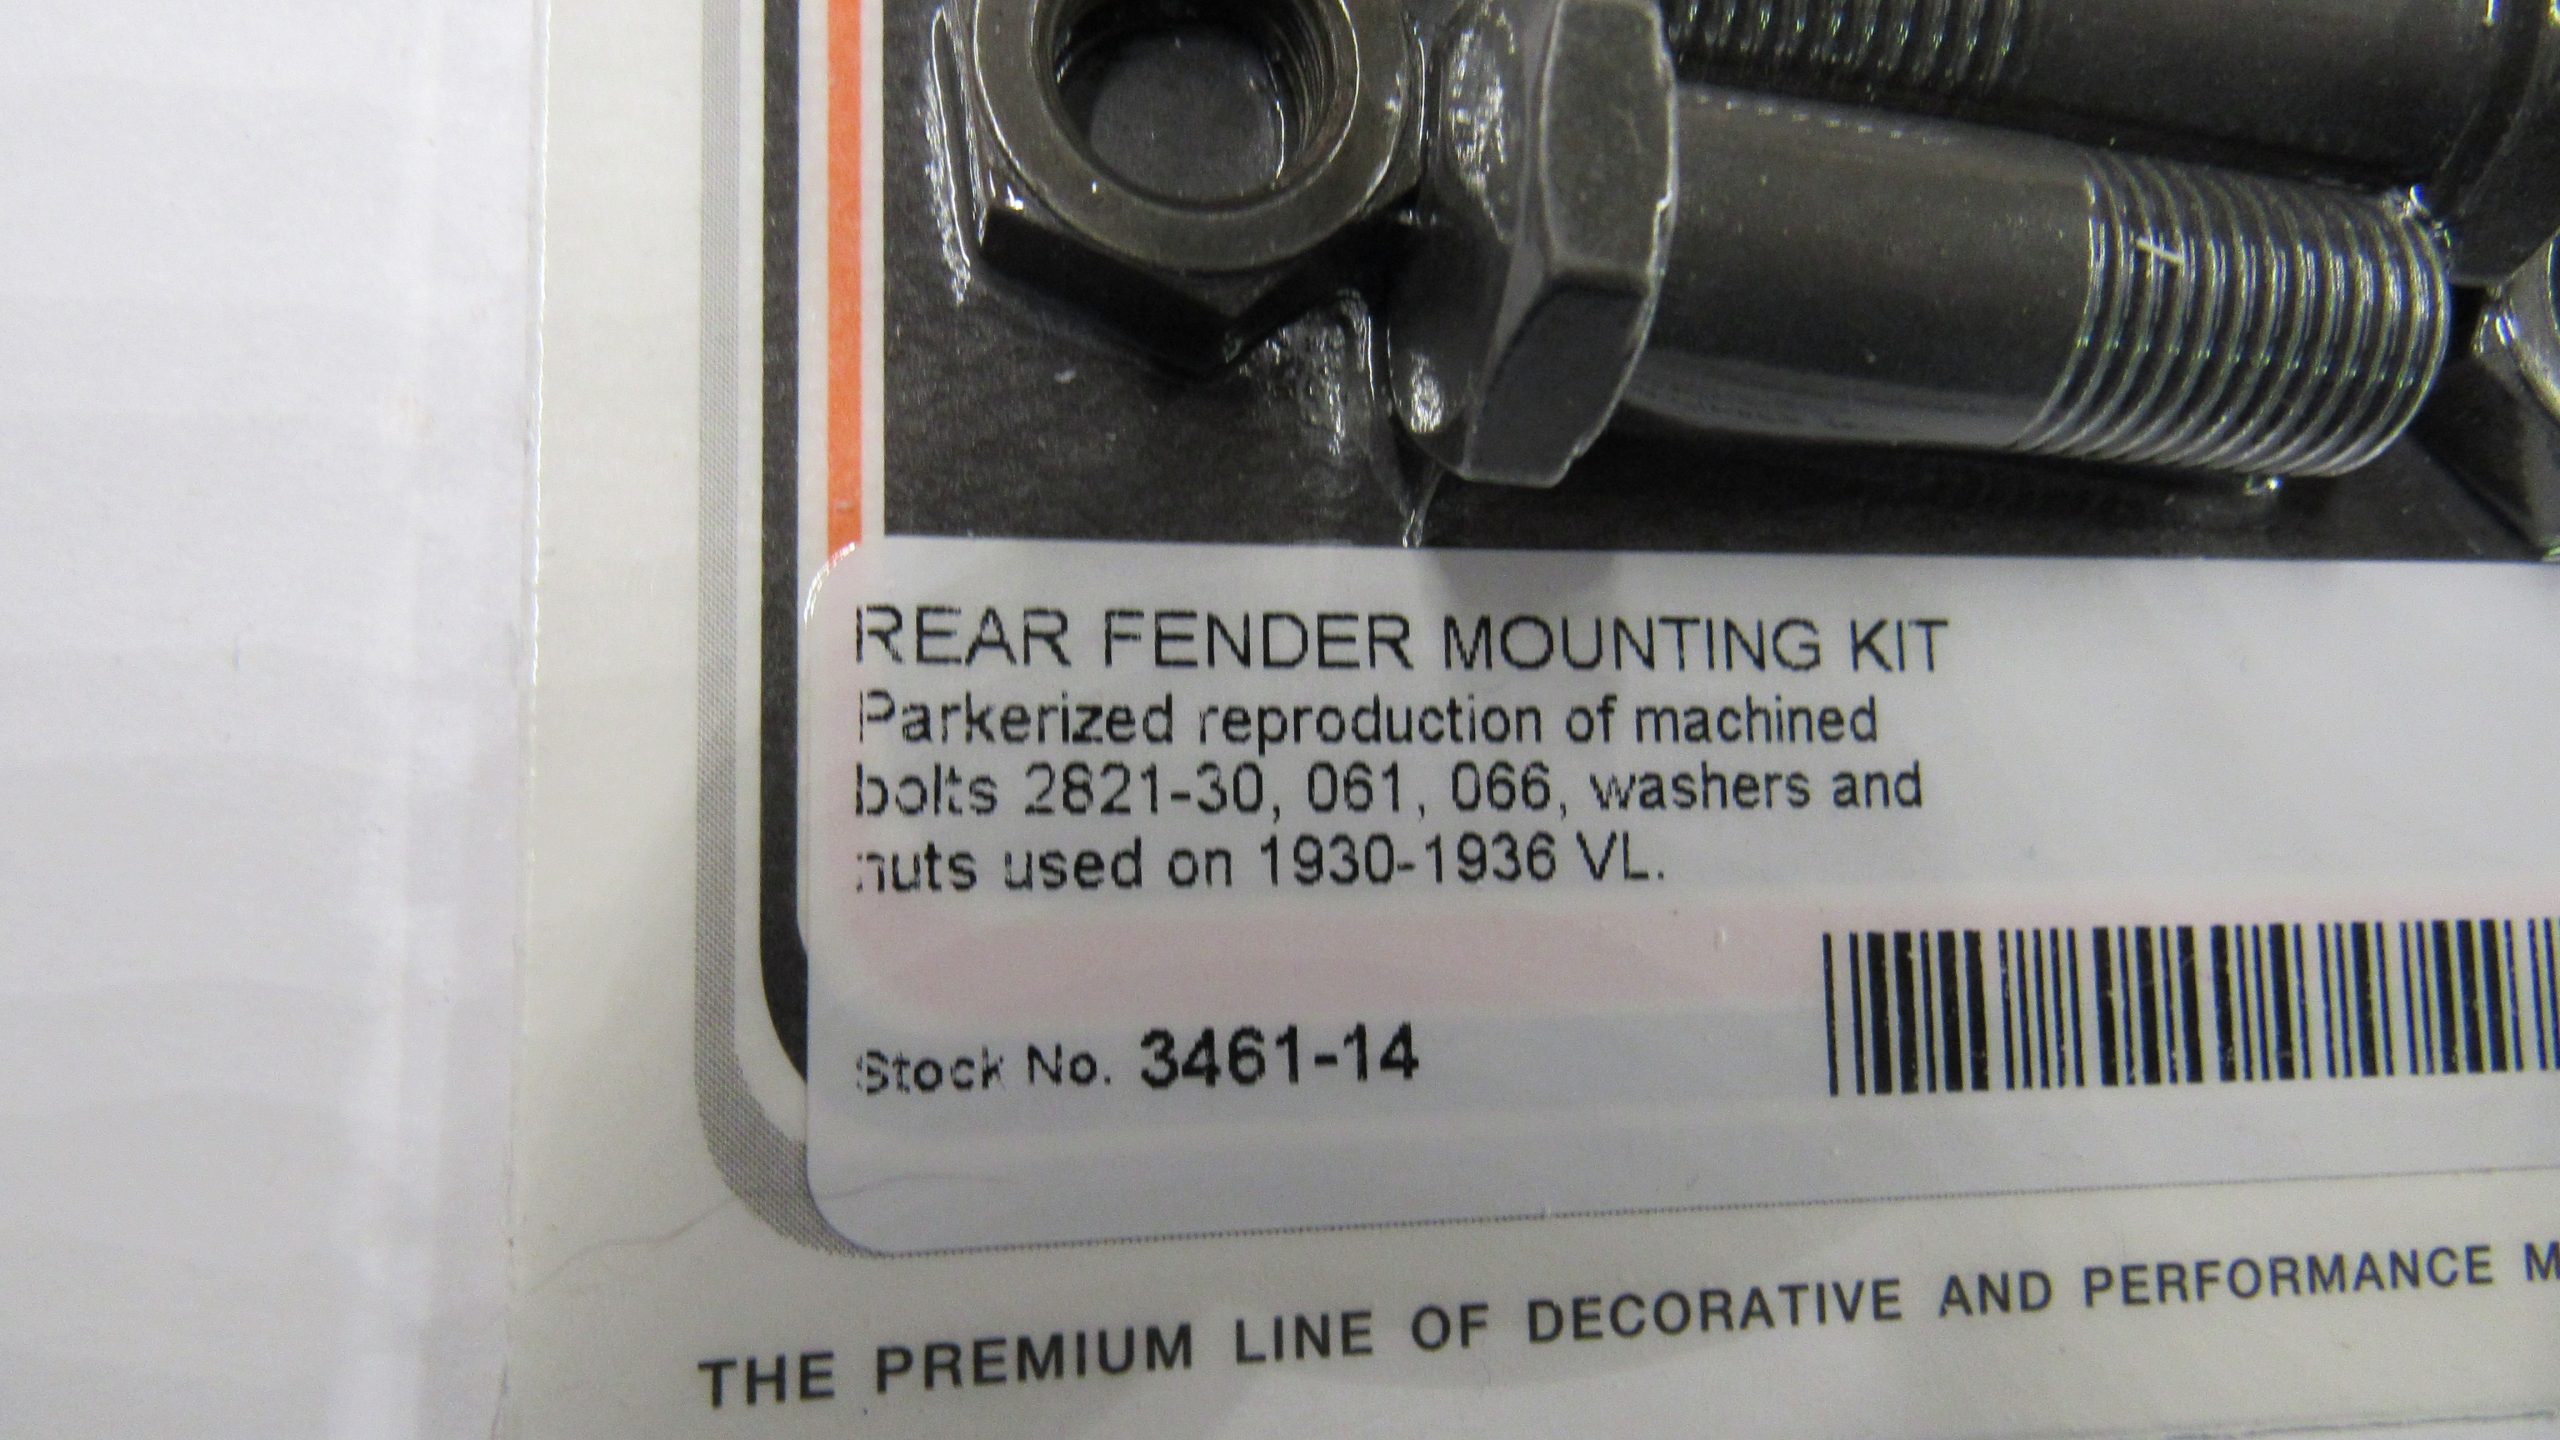 REAR FENDER MOUNTING KIT
Parkerized reproduction of machined
bolts 2821-30, 061, 066, washers and
nuts used on 1930-1936 VL.
Stock No. 3461-14
THE PREMIUM LINE OF DECORATIVE AND PERFORMANCE M